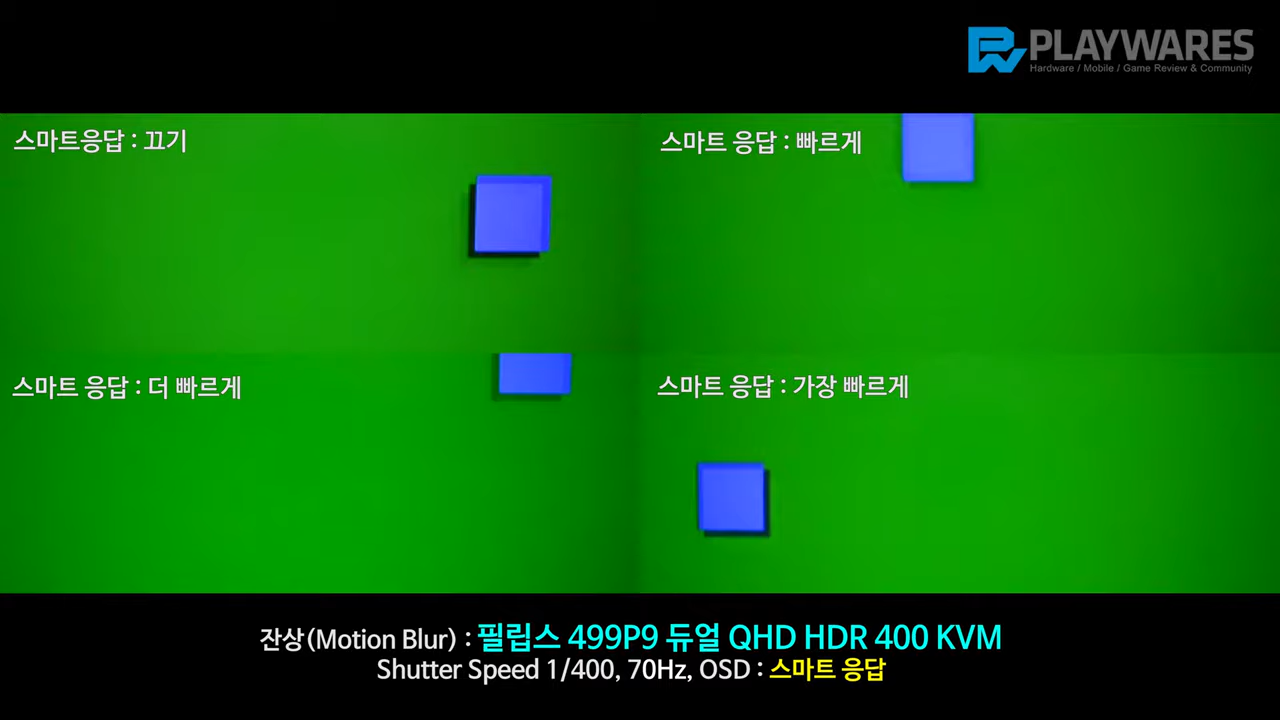 PLAYWARES
Hardware / Mobile / Game Review & Community
스마트응답 : 끄기
스마트 응답 : 빠르게
스마트 응답 : 더 빠르게
스마트 응답 : 가장 빠르게
잔상(Motion Blur) : 필립스 499P9 듀얼 QHD HDR 400 KVM
Shutter Speed 1/400, 70Hz, OSD : 스마트 응답